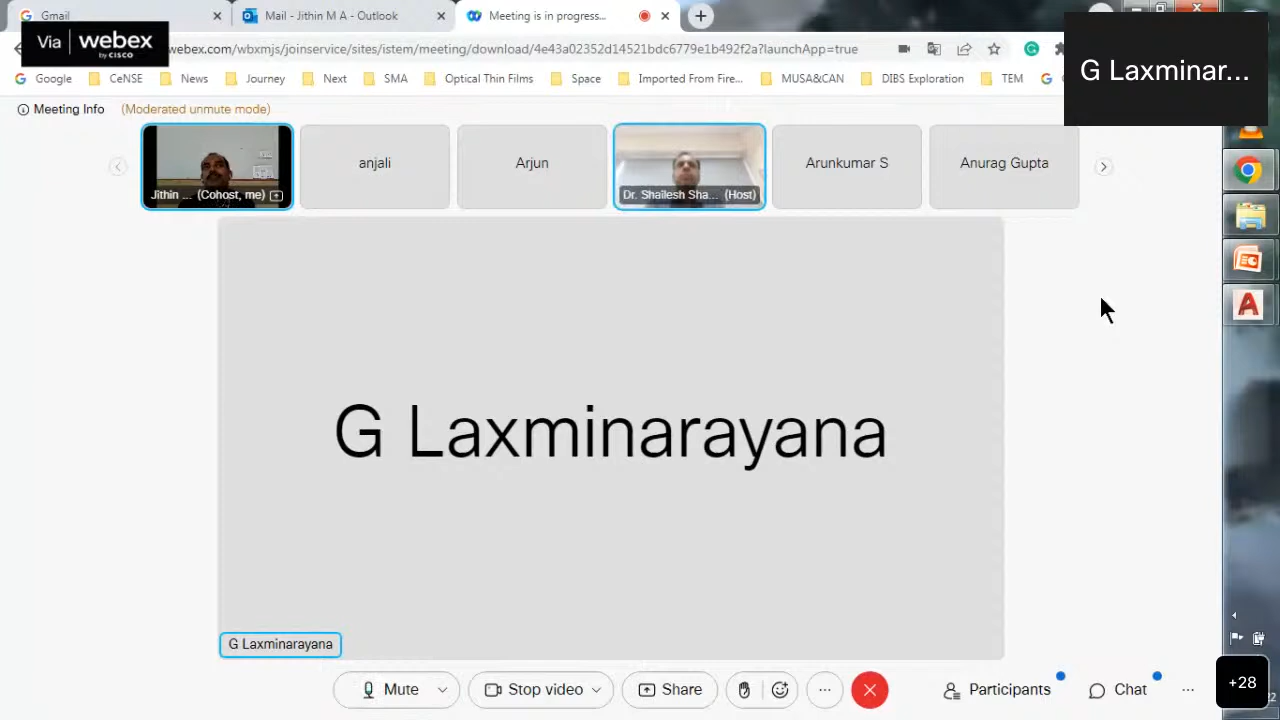 Gmail
Mail - Jithin M A - Outlook
Meeting is in progress...
Via webex
by CISCO
webex.com/wbxmjs/joinservice/sites/istem/meeting/download/4e43a02352d14521bdc6779e1b492f2a?launchApp=true
G Laxminar...
Google
CeNSE
News
Journey
Next
SMA
Optical Thin Films
Space
Imported From Fire...
MUSA&CAN
DIBS Exploration
TEM
Meeting Info
(Moderated unmute mode)
Jithin ... (Cohost, me)
anjali
Arjun
Dr. Shailesh Sha... (Host)
Arunkumar S
Anurag Gupta
G Laxminarayana
G Laxminarayana
Mute
Stop video
Share
Participants
Chat
+28